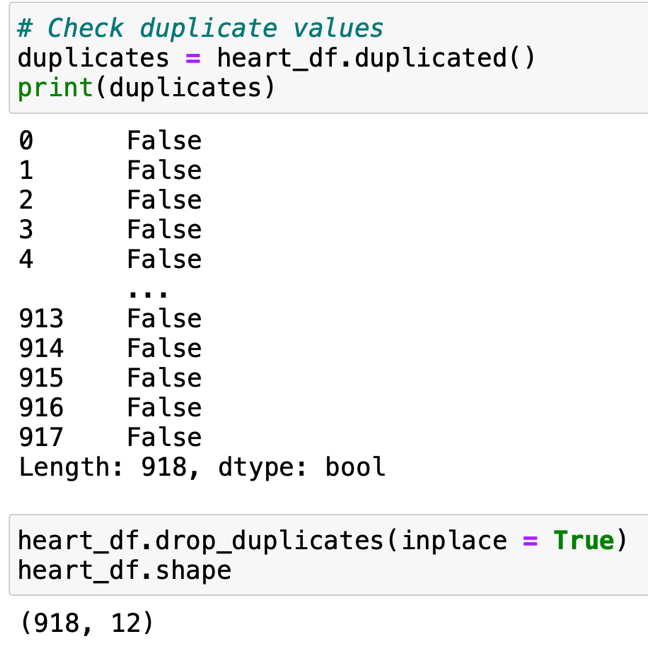 # Check duplicate values
duplicates = heart_df.duplicated()
print(duplicates)
0 False
1 False
2 False
3 False
4 False
...
913 False
914 False
915 False
916 False
917 False
Length: 918, dtype: bool
heart_df.drop_duplicates(inplace = True)
heart_df.shape
(918, 12)